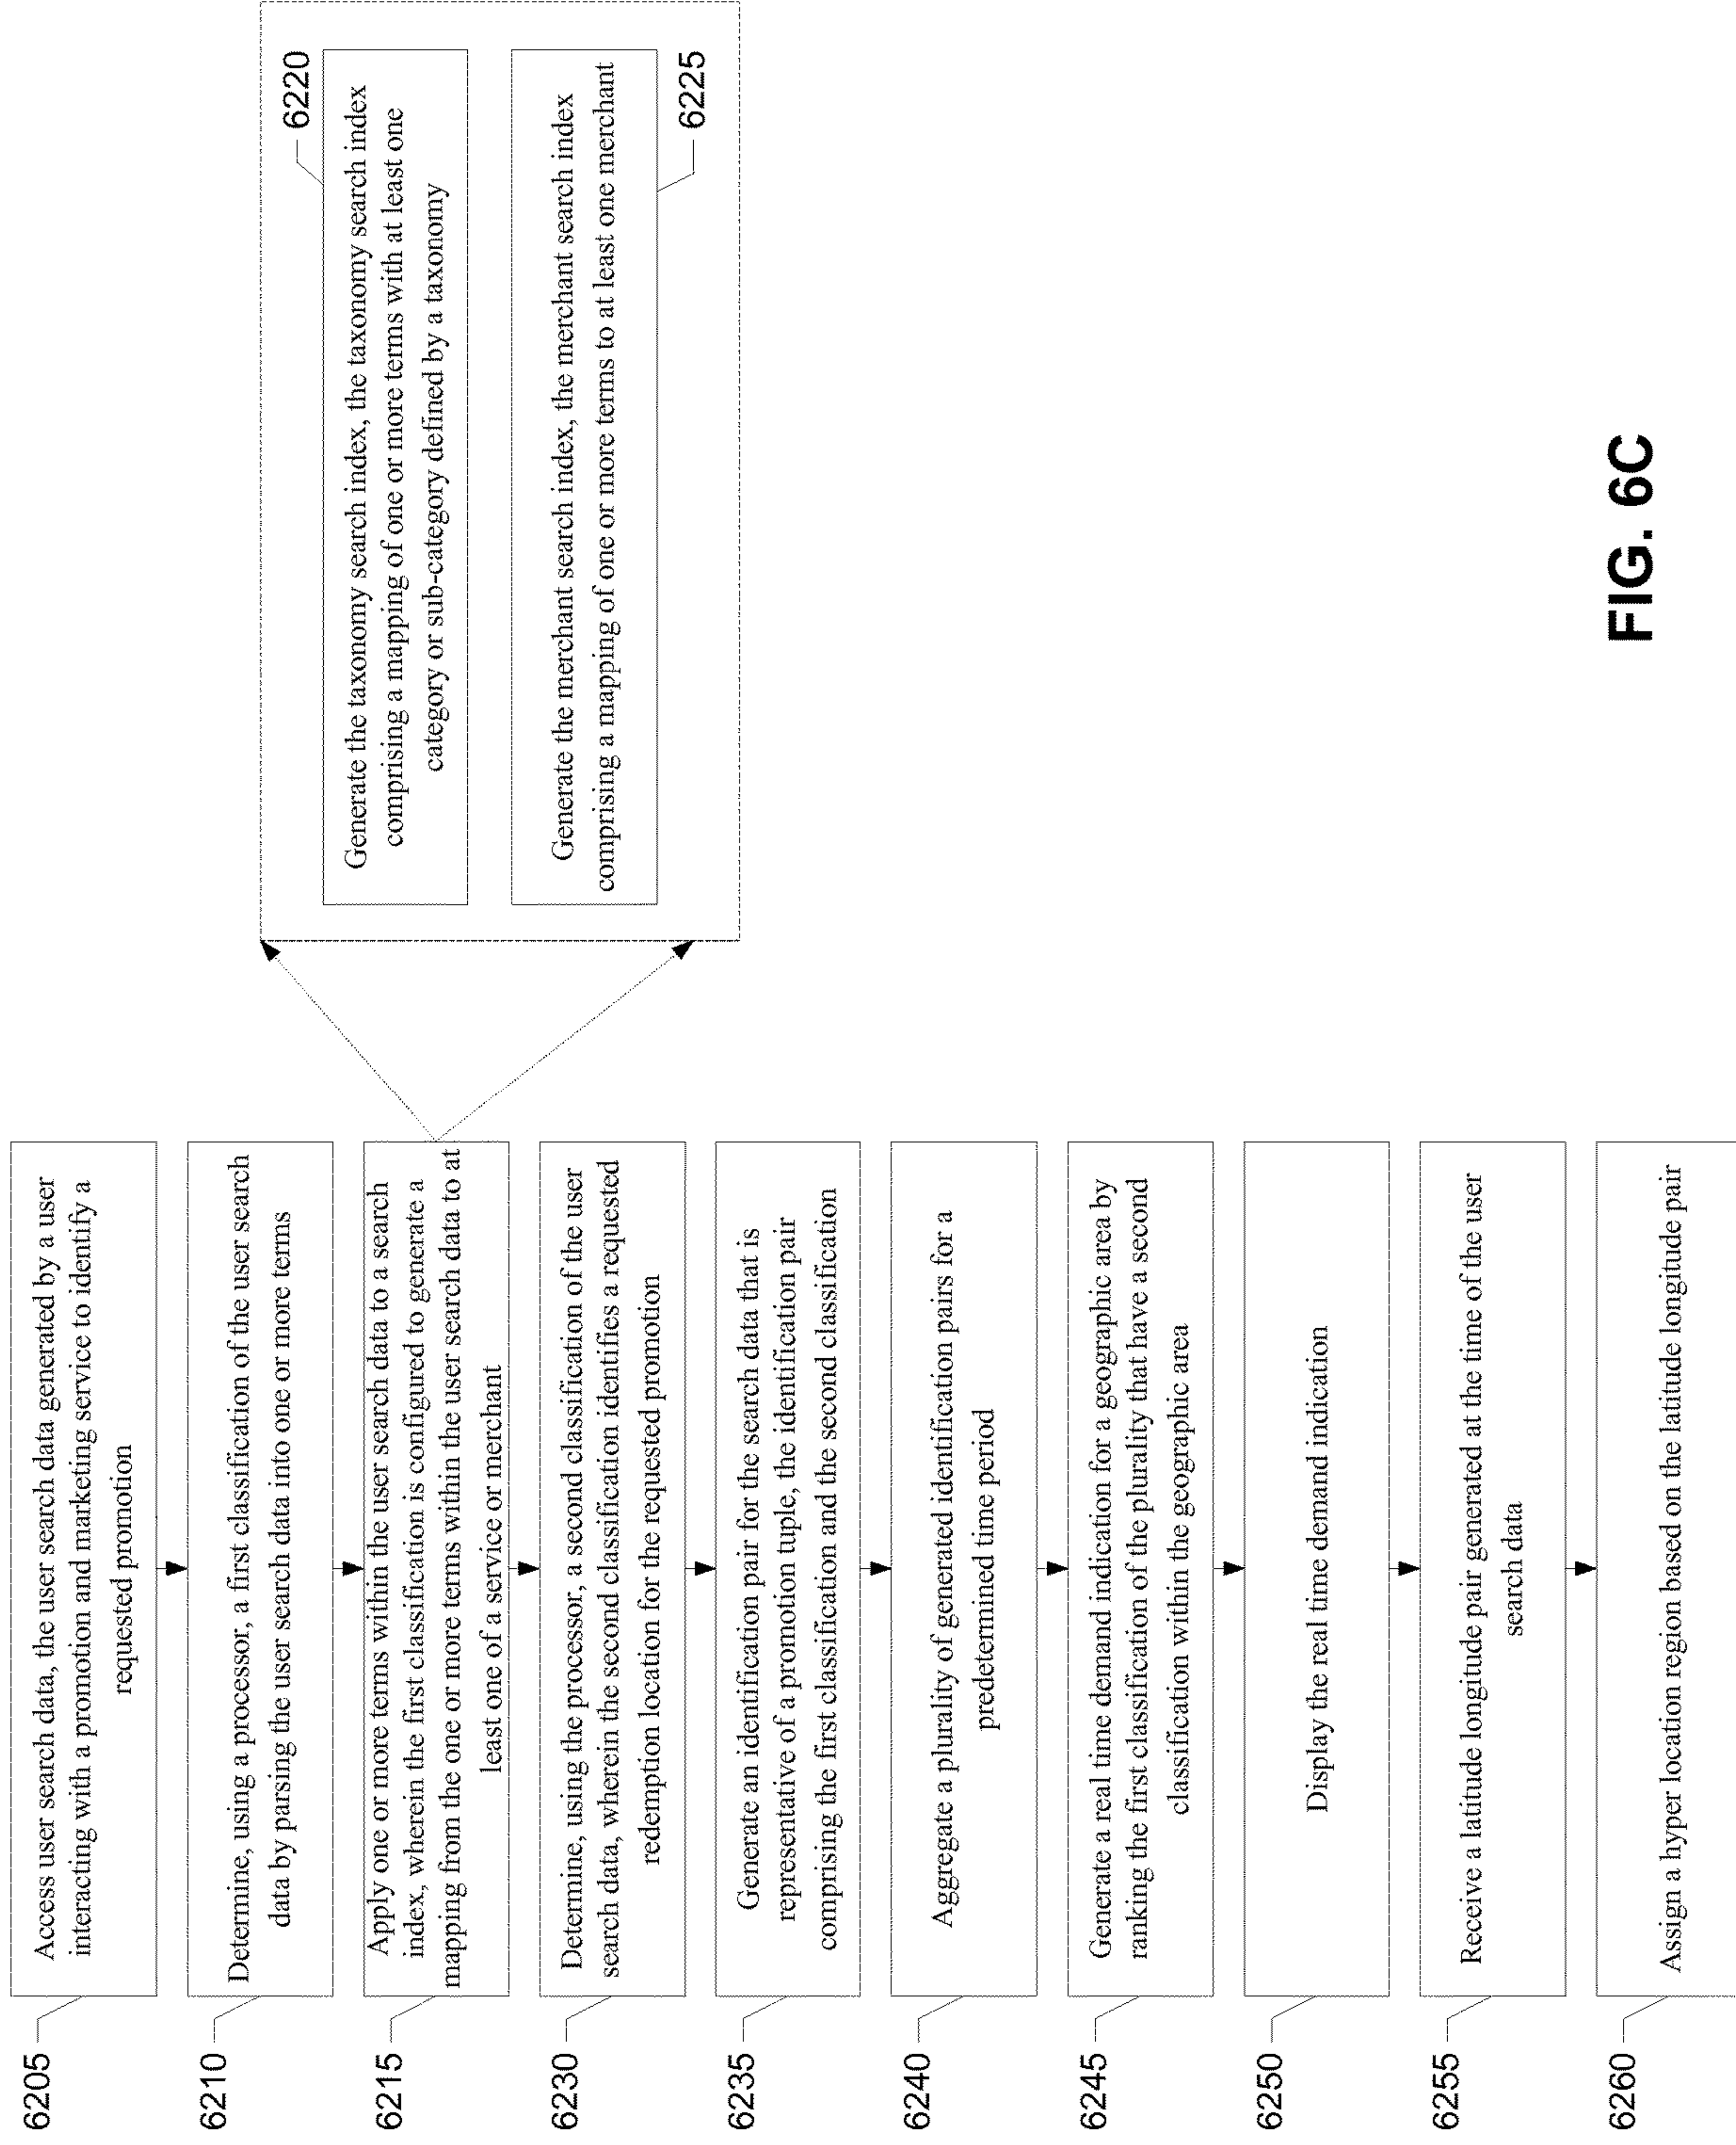 6205
Access user search data, the user search data generated by a user
interacting with a promotion and marketing service to identify a
requested promotion
6210
Determine, using a processor, a first classification of the user search
data by parsing the user search data into one or more terms
6215
Apply one or more terms within the user search data to a search
index, wherein the first classification is configured to generate a
mapping from the one or more terms within the user search data to at
least one of a service or merchant
6220
Generate the taxonomy search index, the taxonomy search index
comprising a mapping of one or more terms with at least one
category or sub-category defined by a taxonomy
6225
Generate the merchant search index, the merchant search index
comprising a mapping of one or more terms to at least one merchant
6230
Determine, using the processor, a second classification of the user
search data, wherein the second classification identifies a requested
redemption location for the requested promotion
6235
Generate an identification pair for the search data that is
representative of a promotion tuple, the identification pair
comprising the first classification and the second classification
6240
Aggregate a plurality of generated identification pairs for a
predetermined time period
6245
Generate a real time demand indication for a geographic area by
ranking the first classification of the plurality that have a second
classification within the geographic area
6250
Display the real time demand indication
6255
Receive a latitude longitude pair generated at the time of the user
search data
6260
Assign a hyper location region based on the latitude longitude pair
FIG. 6C